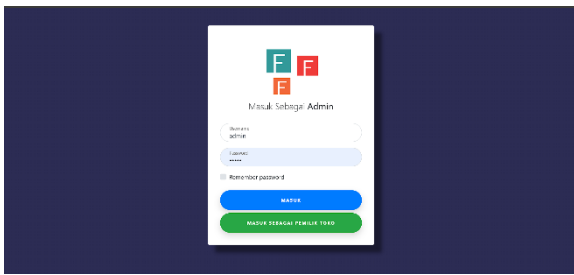 F
F
F
Masuk Sebagai Admin
Username
admin
Password
•••••
Remember password
MASUK
MASUK SEBAGAI PEMILIK TOKO